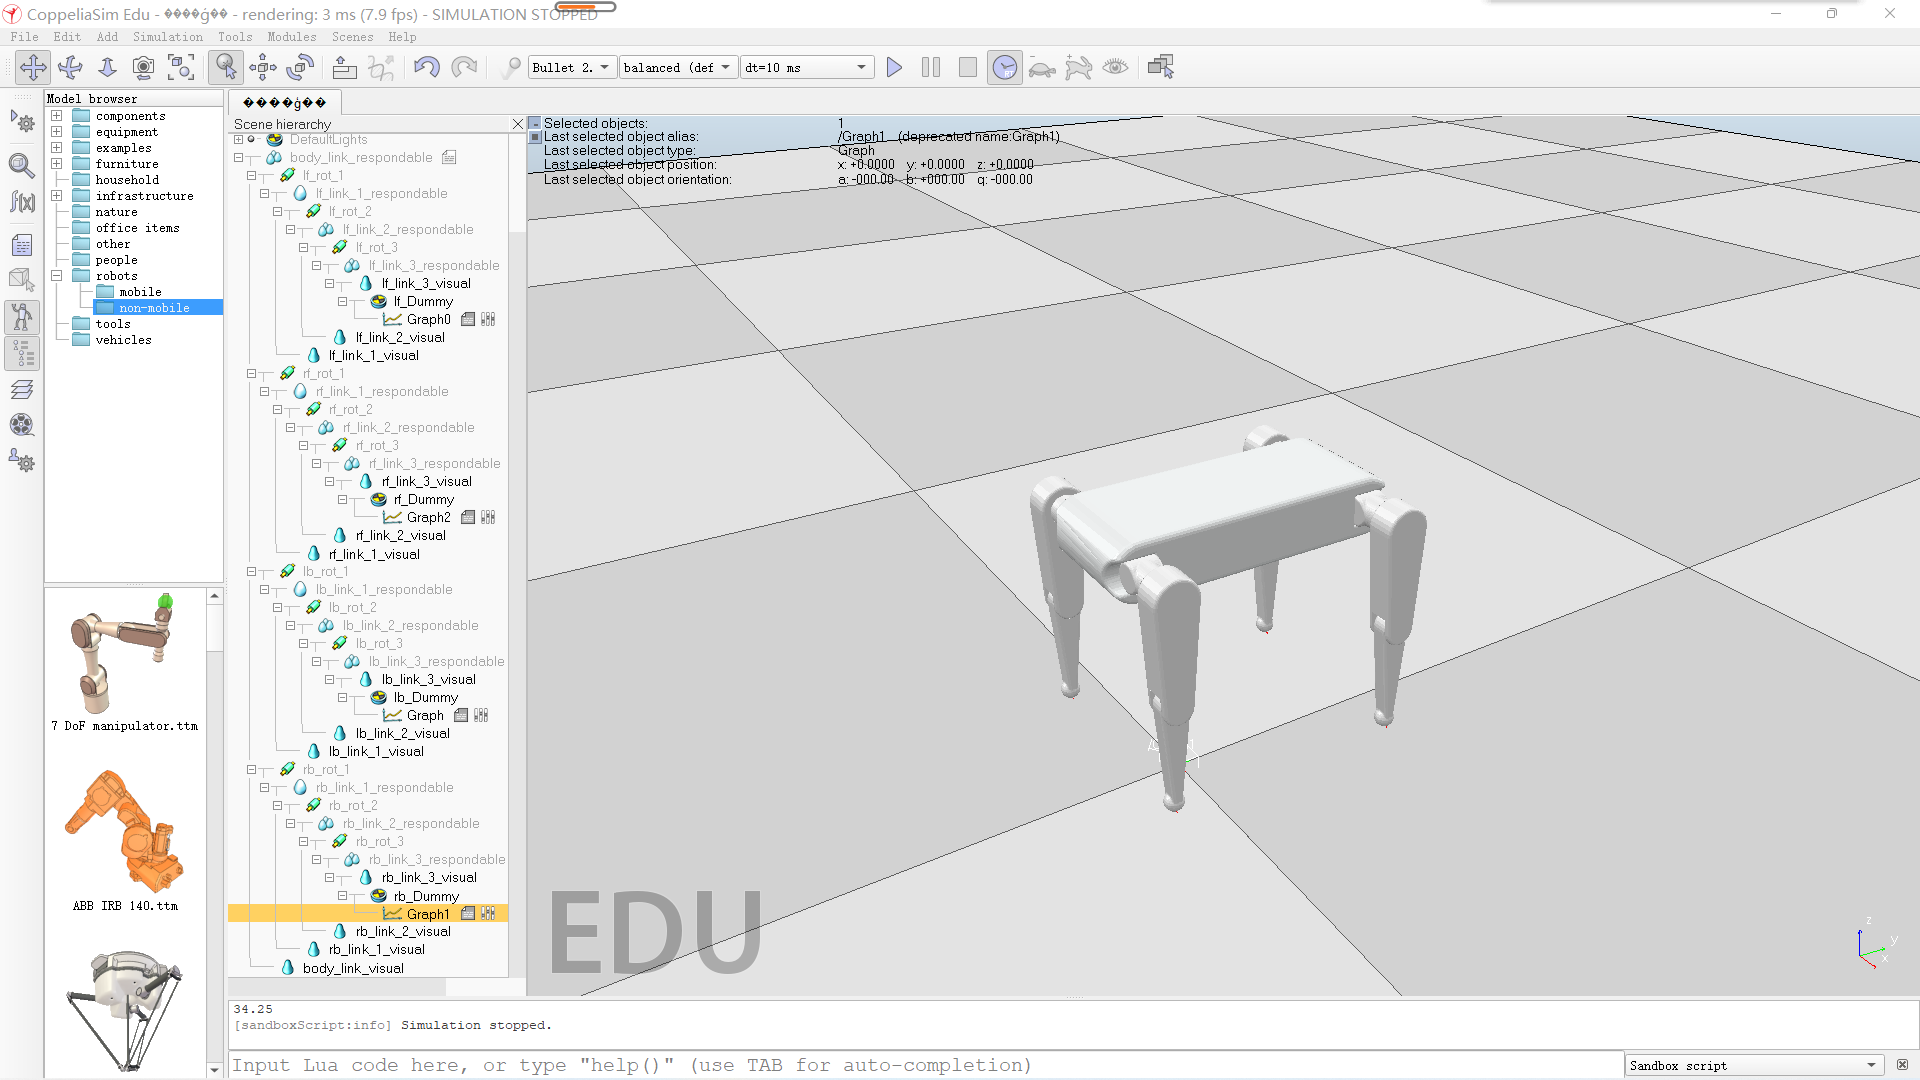 CoppeliaSim Edu - ����ģ�� - rendering: 3 ms (7.9 fps) - SIMULATION STOPPED
File Edit Add Simulation Tools Modules Scenes Help
Bullet 2. balanced (def dt=10 ms
Model browser
components
equipment
examples
furniture
household
infrastructure
nature
office items
other
people
robots
mobile
non-mobile
tools
vehicles
7 DoF manipulator.ttm
ABB IRB 140.ttm
����ģ��
Scene hierarchy
DefaultLights
body_link_respondable
lf_rot_1
lf_link_1_respondable
lf_rot_2
lf_link_2_respondable
lf_rot_3
lf_link_3_respondable
lf_link_3_visual
lf_Dummy
Graph0
lf_link_2_visual
lf_link_1_visual
rf_rot_1
rf_link_1_respondable
rf_rot_2
rf_link_2_respondable
rf_rot_3
rf_link_3_respondable
rf_link_3_visual
rf_Dummy
Graph2
rf_link_2_visual
rf_link_1_visual
lb_rot_1
lb_link_1_respondable
lb_rot_2
lb_link_2_respondable
lb_rot_3
lb_link_3_respondable
lb_link_3_visual
lb_Dummy
Graph
lb_link_2_visual
lb_link_1_visual
rb_rot_1
rb_link_1_respondable
rb_rot_2
rb_link_2_respondable
rb_rot_3
rb_link_3_respondable
rb_link_3_visual
rb_Dummy
Graph1
rb_link_2_visual
rb_link_1_visual
body_link_visual
Selected objects: 1
Last selected object alias: /Graph1 (deprecated name:Graph1)
Last selected object type: Graph
Last selected object position: x: +0.0000 y: +0.0000 z: +0.0000
Last selected object orientation: a: -000.00 b: +000.00 q: -000.00
EDU
z
y
x
34.25
[sandboxScript:info] Simulation stopped.
Input Lua code here, or type "help()" (use TAB for auto-completion)
Sandbox script